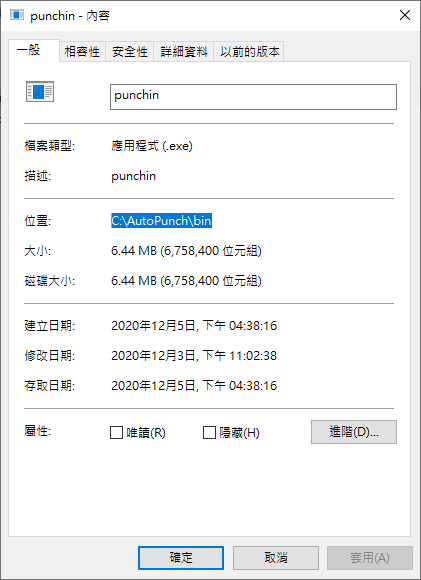 punchin - 內容
一般 相容性 安全性 詳細資料 以前的版本
punchin
檔案類型: 應用程式 (.exe)
描述: punchin
位置: C:\AutoPunch\bin
大小: 6.44 MB (6,758,400 位元組)
磁碟大小: 6.44 MB (6,758,400 位元組)
建立日期: 2020年12月5日, 下午 04:38:16
修改日期: 2020年12月3日, 下午 11:02:38
存取日期: 2020年12月5日, 下午 04:38:16
屬性: 唯讀(R) 隱藏(H) 進階(D)...
確定 取消 套用(A)